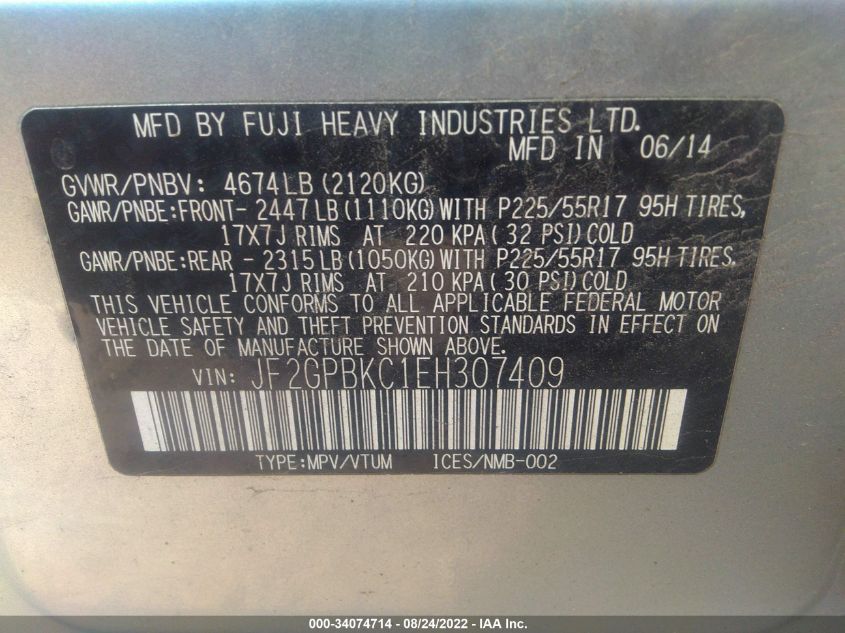 MFD BY FUJI HEAVY INDUSTRIES LTD.
MFD IN 06/14
GVWR/PNBV: 4674LB(2120KG)
GAWR/PNBE:FRONT- 2447LB(1110KG)WITH P225/55R17 95H TIRES,
17X7J RIMS AT 220 KPA( 32 PSI)COLD
GAWR/PNBE:REAR - 2315LB(1050KG)WITH P225/55R17 95H TIRES,
17X7J RIMS AT 210 KPA( 30 PSI)COLD
THIS VEHICLE CONFORMS TO ALL APPLICABLE FEDERAL MOTOR
VEHICLE SAFETY AND THEFT PREVENTION STANDARDS IN EFFECT ON
THE DATE OF MANUFACTURE SHOWN ABOVE.
VIN: JF2GPBKC1EH307409
TYPE:MPV/VTUM ICES/NMB-002
000-34074714 - 08/24/2022 - IAA Inc.